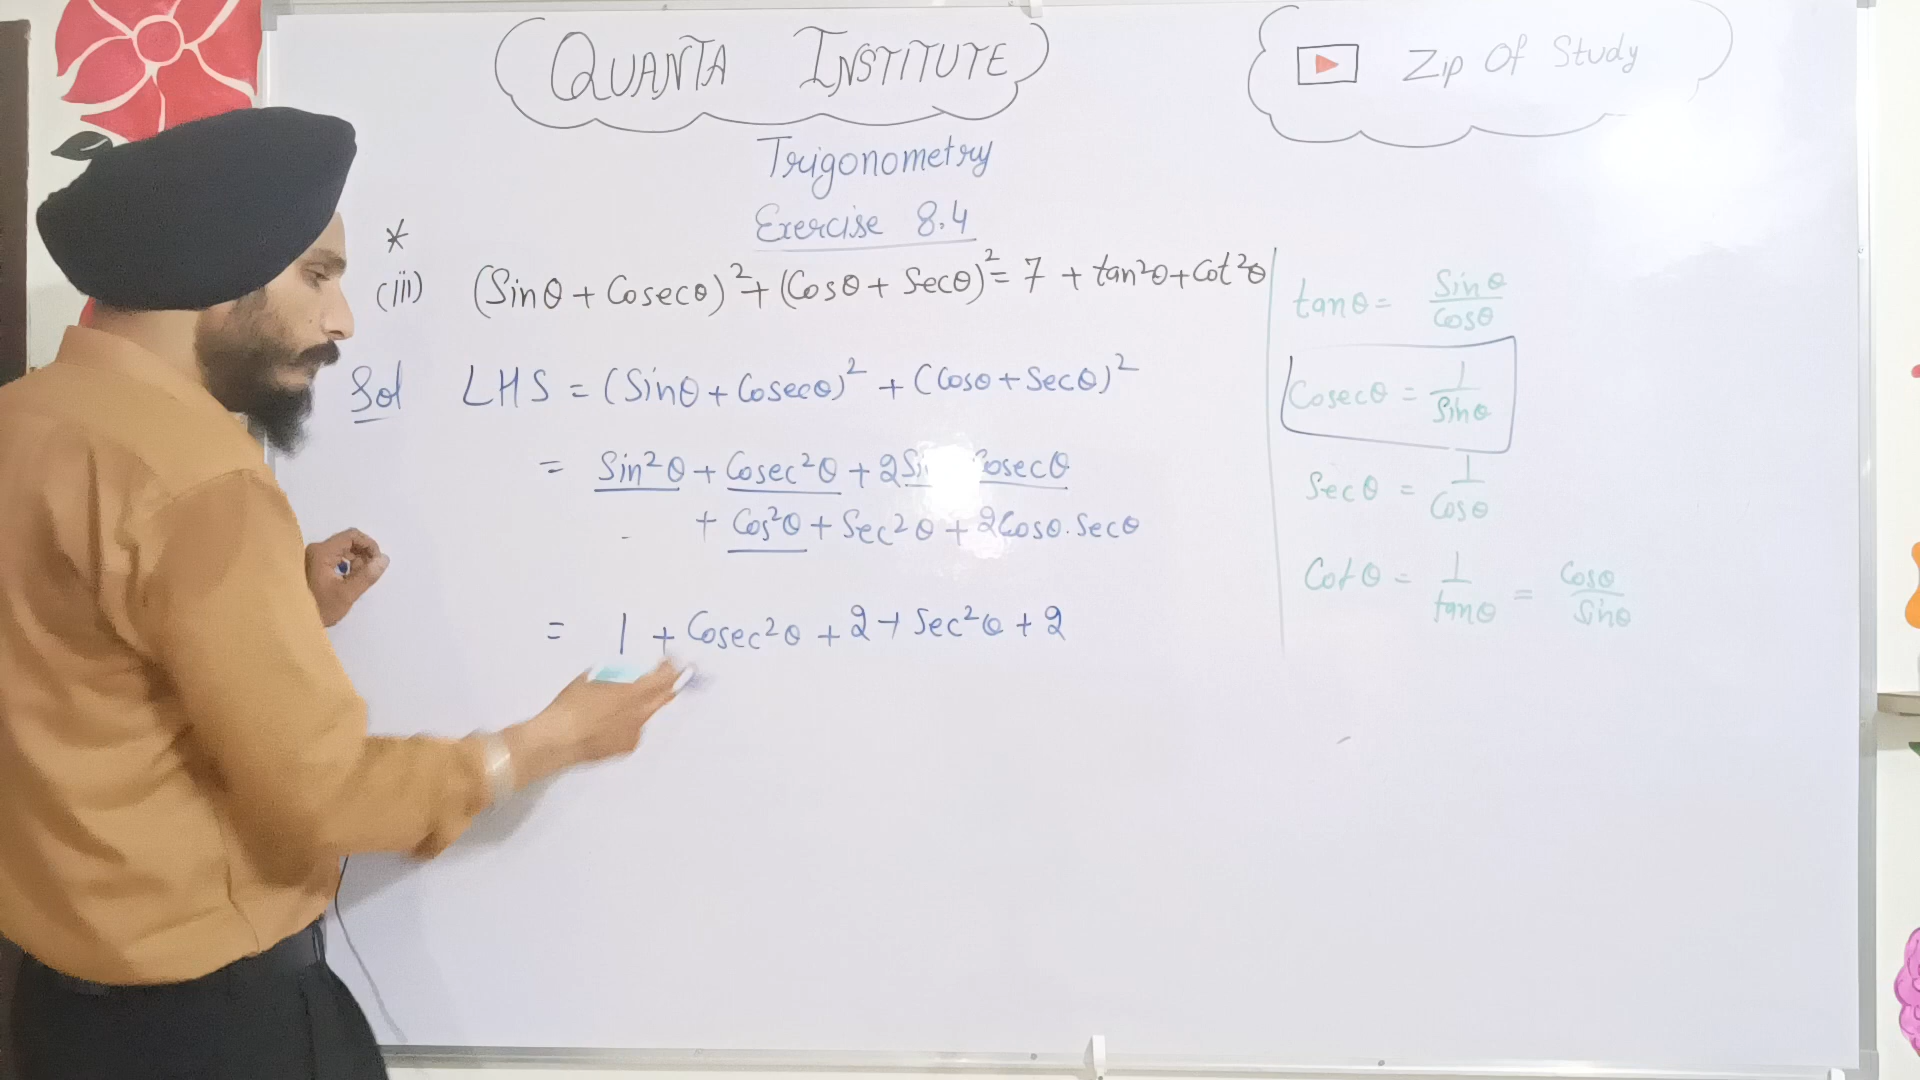 QUANTA INSTITUTE
Zip Of Study
Trigonometry
Exercise 8.4
*
(iii) (Sinθ + Cosecθ)² + (Cosθ + Secθ)² = 7 + tan²θ + Cot²θ
Sol LHS = (Sinθ + Cosecθ)² + (Cosθ + Secθ)²
= Sin²θ + Cosec²θ + 2 Cosecθ
+ Cos²θ + Sec²θ + 2Cosθ.Secθ
= 1 + Cosec²θ + 2 + Sec²θ + 2
tanθ = Sinθ/Cosθ
Cosecθ = 1/Sinθ
Secθ = 1/Cosθ
Cotθ = 1/tanθ = Cosθ/Sinθ